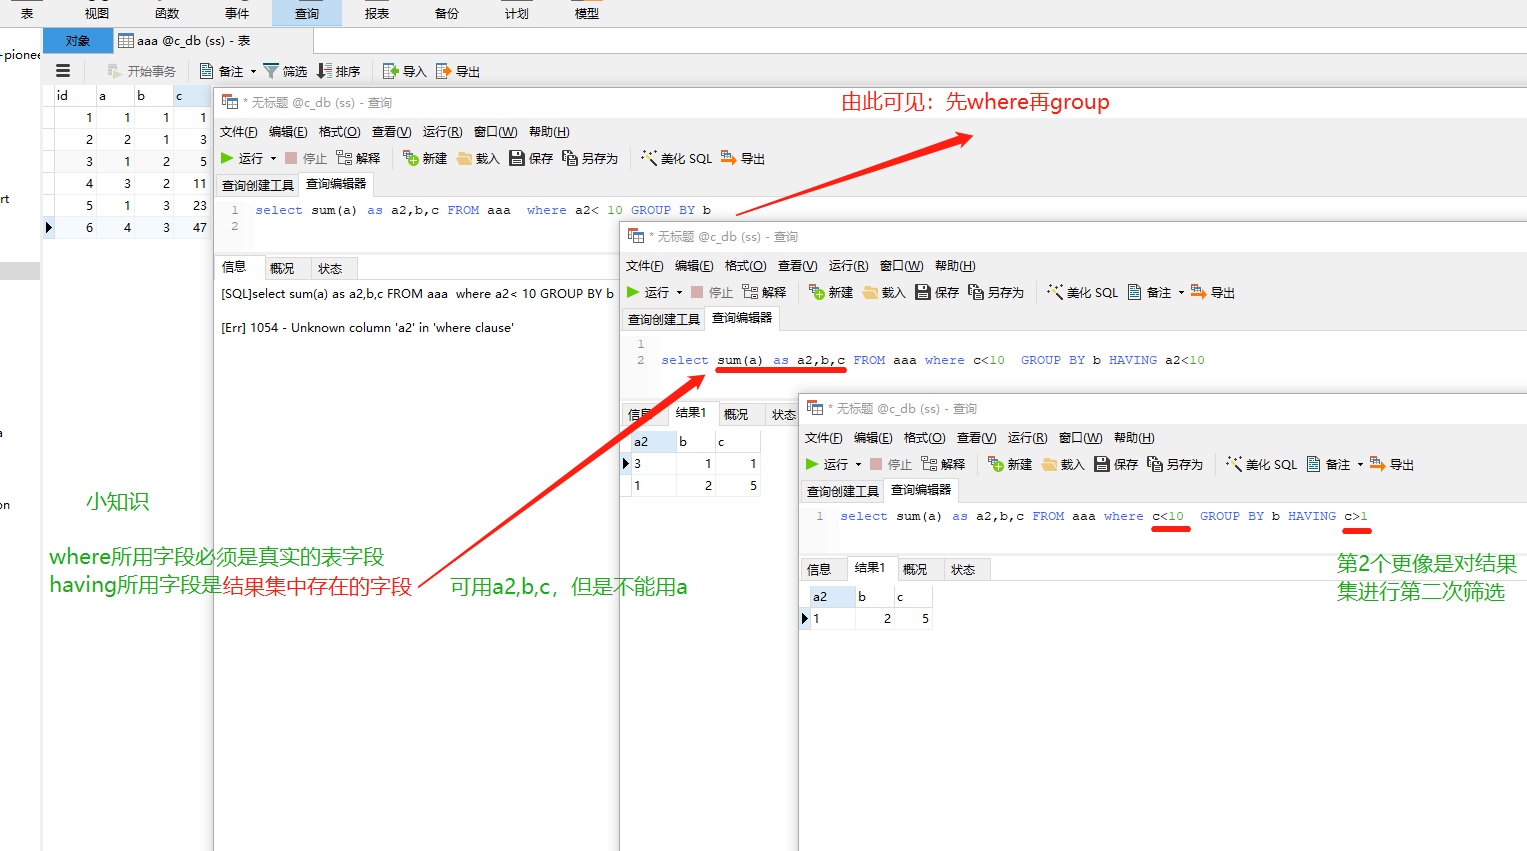 表 视图 函数 事件 查询 报表 备份 计划 模型
对象 aaa @c_db (ss) - 表
-pionee
开始事务 备注 筛选 排序 导入 导出
id a b c
1 1 1 1
2 2 1 3
3 1 2 5
4 3 2 11
5 1 3 23
6 4 3 47
rt
a
on
* 无标题 @c_db (ss) - 查询
由此可见：先where再group
文件(F) 编辑(E) 格式(O) 查看(V) 运行(R) 窗口(W) 帮助(H)
运行 停止 解释 新建 载入 保存 另存为 美化 SQL 导出
查询创建工具 查询编辑器
1 select sum(a) as a2,b,c FROM aaa  where a2< 10 GROUP BY b
2
信息 概况 状态
[SQL]select sum(a) as a2,b,c FROM aaa  where a2< 10 GROUP BY b
[Err] 1054 - Unknown column 'a2' in 'where clause'
* 无标题 @c_db (ss) - 查询
文件(F) 编辑(E) 格式(O) 查看(V) 运行(R) 窗口(W) 帮助(H)
运行 停止 解释 新建 载入 保存 另存为 美化 SQL 备注 导出
查询创建工具 查询编辑器
1
2 select sum(a) as a2,b,c FROM aaa where c<10  GROUP BY b HAVING a2<10
信息 结果1 概况 状态
a2 b c
3 1 1
1 2 5
* 无标题 @c_db (ss) - 查询
文件(F) 编辑(E) 格式(O) 查看(V) 运行(R) 窗口(W) 帮助(H)
运行 停止 解释 新建 载入 保存 另存为 美化 SQL 备注 导出
查询创建工具 查询编辑器
1 select sum(a) as a2,b,c FROM aaa where c<10  GROUP BY b HAVING c>1
信息 结果1 概况 状态
a2 b c
1 2 5
第2个更像是对结果
集进行第二次筛选
小知识
where所用字段必须是真实的表字段
having所用字段是结果集中存在的字段 可用a2,b,c，但是不能用a